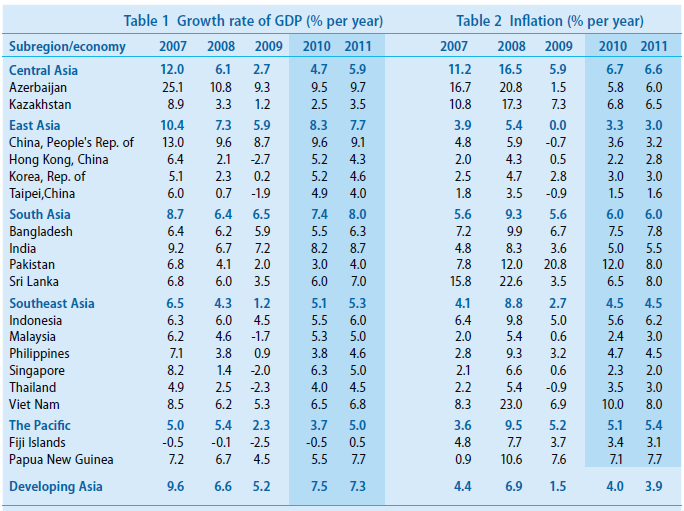 Table 1 Growth rate of GDP (% per year) Table 2 Inflation (% per year)
Subregion/economy 2007 2008 2009 2010 2011 2007 2008 2009 2010 2011
Central Asia 12.0 6.1 2.7 4.7 5.9 11.2 16.5 5.9 6.7 6.6
Azerbaijan 25.1 10.8 9.3 9.5 9.7 16.7 20.8 1.5 5.8 6.0
Kazakhstan 8.9 3.3 1.2 2.5 3.5 10.8 17.3 7.3 6.8 6.5
East Asia 10.4 7.3 5.9 8.3 7.7 3.9 5.4 0.0 3.3 3.0
China, People's Rep. of 13.0 9.6 8.7 9.6 9.1 4.8 5.9 -0.7 3.6 3.2
Hong Kong, China 6.4 2.1 -2.7 5.2 4.3 2.0 4.3 0.5 2.2 2.8
Korea, Rep. of 5.1 2.3 0.2 5.2 4.6 2.5 4.7 2.8 3.0 3.0
Taipei,China 6.0 0.7 -1.9 4.9 4.0 1.8 3.5 -0.9 1.5 1.6
South Asia 8.7 6.4 6.5 7.4 8.0 5.6 9.3 5.6 6.0 6.0
Bangladesh 6.4 6.2 5.9 5.5 6.3 7.2 9.9 6.7 7.5 7.8
India 9.2 6.7 7.2 8.2 8.7 4.8 8.3 3.6 5.0 5.5
Pakistan 6.8 4.1 2.0 3.0 4.0 7.8 12.0 20.8 12.0 8.0
Sri Lanka 6.8 6.0 3.5 6.0 7.0 15.8 22.6 3.5 6.5 8.0
Southeast Asia 6.5 4.3 1.2 5.1 5.3 4.1 8.8 2.7 4.5 4.5
Indonesia 6.3 6.0 4.5 5.5 6.0 6.4 9.8 5.0 5.6 6.2
Malaysia 6.2 4.6 -1.7 5.3 5.0 2.0 5.4 0.6 2.4 3.0
Philippines 7.1 3.8 0.9 3.8 4.6 2.8 9.3 3.2 4.7 4.5
Singapore 8.2 1.4 -2.0 6.3 5.0 2.1 6.6 0.6 2.3 2.0
Thailand 4.9 2.5 -2.3 4.0 4.5 2.2 5.4 -0.9 3.5 3.0
Viet Nam 8.5 6.2 5.3 6.5 6.8 8.3 23.0 6.9 10.0 8.0
The Pacific 5.0 5.4 2.3 3.7 5.0 3.6 9.5 5.2 5.1 5.4
Fiji Islands -0.5 -0.1 -2.5 -0.5 0.5 4.8 7.7 3.7 3.4 3.1
Papua New Guinea 7.2 6.7 4.5 5.5 7.7 0.9 10.6 7.6 7.1 7.7
Developing Asia 9.6 6.6 5.2 7.5 7.3 4.4 6.9 1.5 4.0 3.9